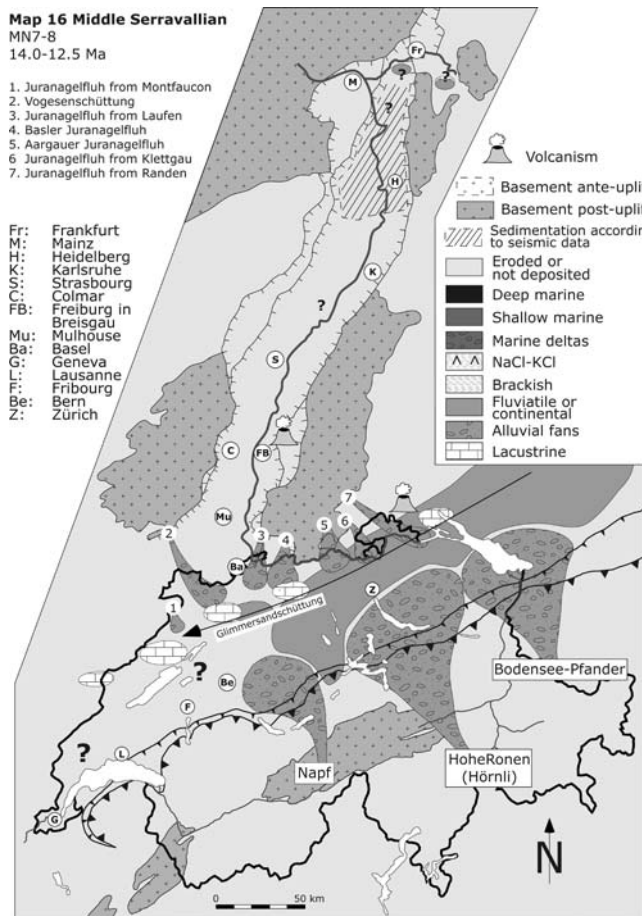 Map 16 Middle Serravallian
MN7-8
14.0-12.5 Ma
1. Juranagelfluh from Montfaucon
2. Vogesenschüttung
3. Juranagelfluh from Laufen
4. Basler Juranagelfluh
5. Aargauer Juranagelfluh
6 Juranagelfluh from Klettgau
7. Juranagelfluh from Randen
Fr: Frankfurt
M: Mainz
H: Heidelberg
K: Karlsruhe
S: Strasbourg
C: Colmar
FB: Freiburg in
Breisgau
Mu: Mulhouse
Ba: Basel
G: Geneva
L: Lausanne
F: Fribourg
Be: Bern
Z: Zürich
Volcanism
Basement ante-uplif
Basement post-uplif
Sedimentation accordin
to seismic data
Eroded or
not deposited
Deep marine
Shallow marine
Marine deltas
NaCl-KCl
Brackish
Fluviatile or
continental
Alluvial fans
Lacustrine
Fr
?
?
M
?
H
K
?
S
C
FB
Mu
7
2
3
4
5
6
Ba
Z
1
Glimmersandschüttung
?
Be
Bodensee-Pfander
F
?
L
Napf
HoheRonen
(Hörnli)
G
N
0
50 km